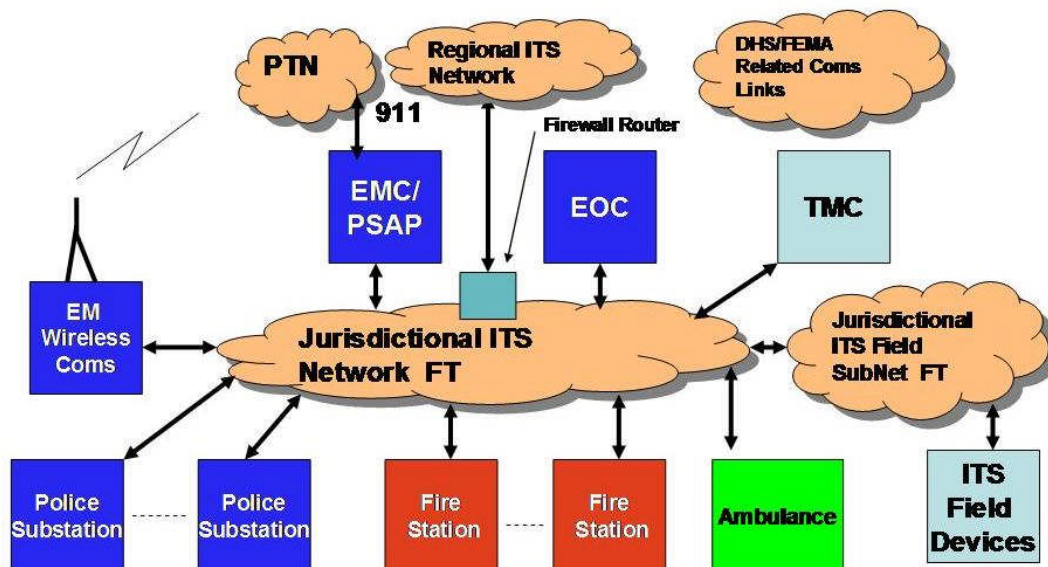 PTN
Regional ITS
Network
DHS/FEMA
Related Coms
Links
911
Firewall Router
EMC/
PSAP
EOC
TMC
EM
Wireless
Coms
Jurisdictional ITS
Network FT
Jurisdictional
ITS Field
SubNet FT
Police
Substation
Police
Substation
Fire
Station
Fire
Station
Ambulance
ITS
Field
Devices